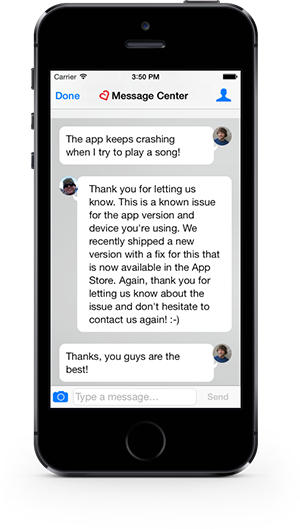 Carrier 3:50 PM
Done Message Center
The app keeps crashing
when I try to play a song!
Thank you for letting us
know. This is a known issue
for the app version and
device you're using. We
recently shipped a new
version with a fix for this that
is now available in the App
Store. Again, thank you for
letting us know about the
issue and don't hesitate to
contact us again! :-)
Thanks, you guys are the
best!
Type a message... Send